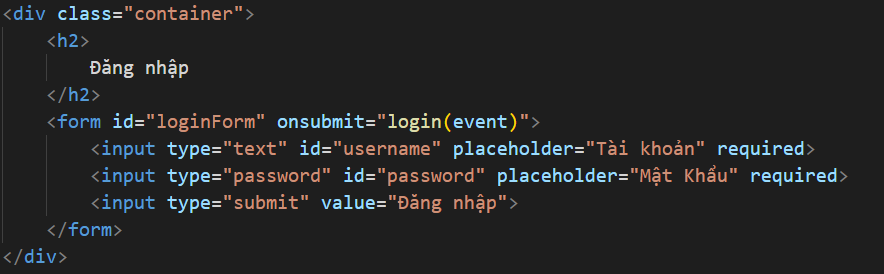 <div class="container">
<h2>
Đăng nhập
</h2>
<form id="loginForm" onsubmit="login(event)">
<input type="text" id="username" placeholder="Tài khoản" required>
<input type="password" id="password" placeholder="Mật Khẩu" required>
<input type="submit" value="Đăng nhập">
</form>
</div>